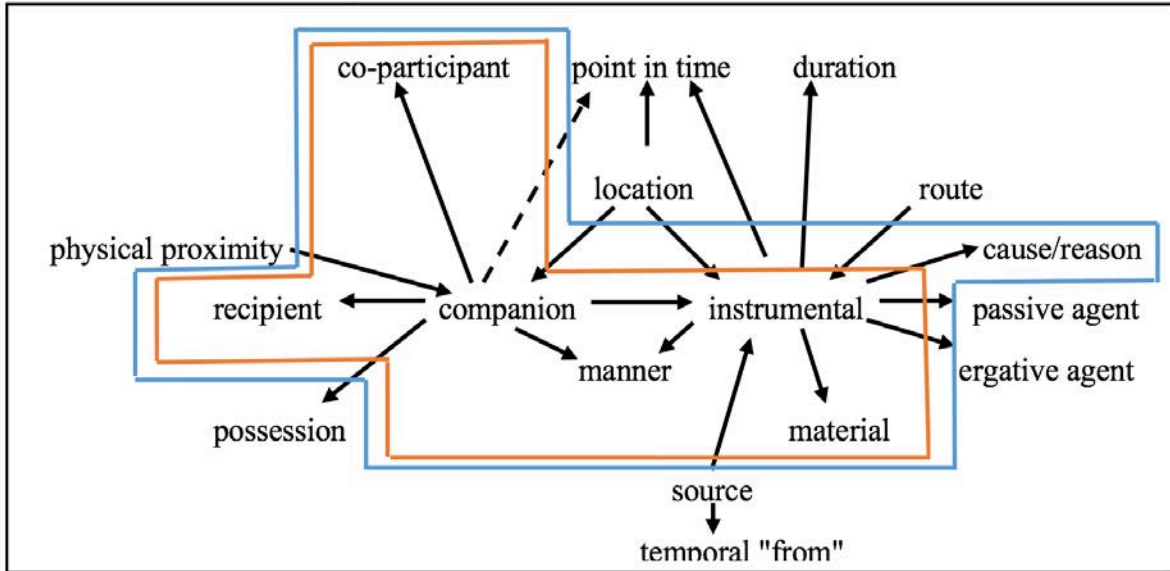 co-participant point in time duration
location route
physical proximity cause/reason
recipient companion instrumental passive agent
manner ergative agent
possession material
source
temporal "from"